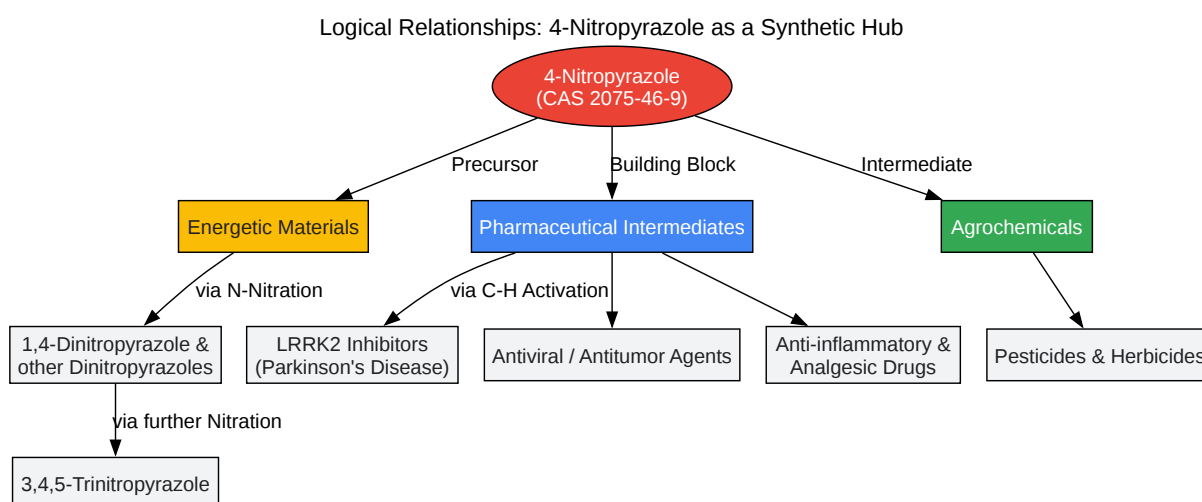 Logical Relationships: 4-Nitropyrazole as a Synthetic Hub
4-Nitropyrazole
(CAS 2075-46-9)
Precursor
Building Block
Intermediate
Energetic Materials
Pharmaceutical Intermediates
Agrochemicals
via N-Nitration
via C-H Activation
1,4-Dinitropyrazole &
other Dinitropyrazoles
LRRK2 Inhibitors
(Parkinson's Disease)
Antiviral / Antitumor Agents
Anti-inflammatory &
Analgesic Drugs
Pesticides & Herbicides
via further Nitration
3,4,5-Trinitropyrazole